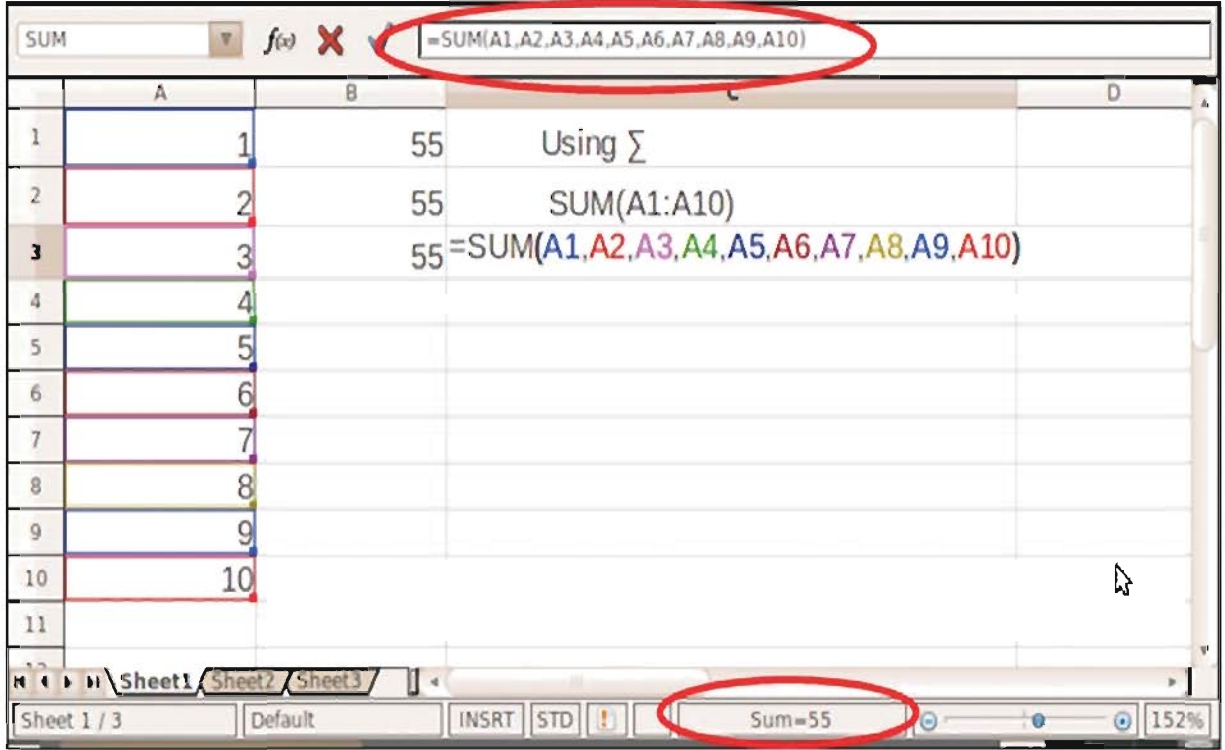 SUM f(x) =SUM(A1,A2,A3,A4,A5,A6,A7,A8,A9,A10)
A B C D
1 1 55 Using ∑
2 2 55 SUM(A1:A10)
3 3 55 =SUM(A1,A2,A3,A4,A5,A6,A7,A8,A9,A10)
4 4
5 5
6 6
7 7
8 8
9 9
10 10
11
Sheet1 Sheet2 Sheet3
Sheet 1 / 3 Default INSRT STD ! Sum=55 152%